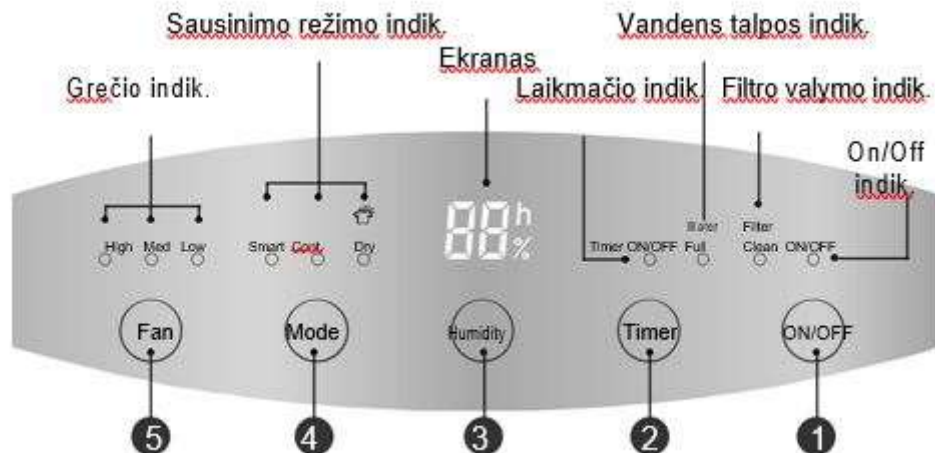 Sausinimo režimo indik.
Vandens talpos indik.
Ekranas
Grečio indik.
Laikmačio indik.
Filtro valymo indik.
On/Off
indik.
88 h
%
High Med Low
Smart Cont. Dry
Timer ON/OFF
Water
Full
Filter
Clean
ON/OFF
Fan
Mode
Humidity
Timer
ON/OFF
5
4
3
2
1